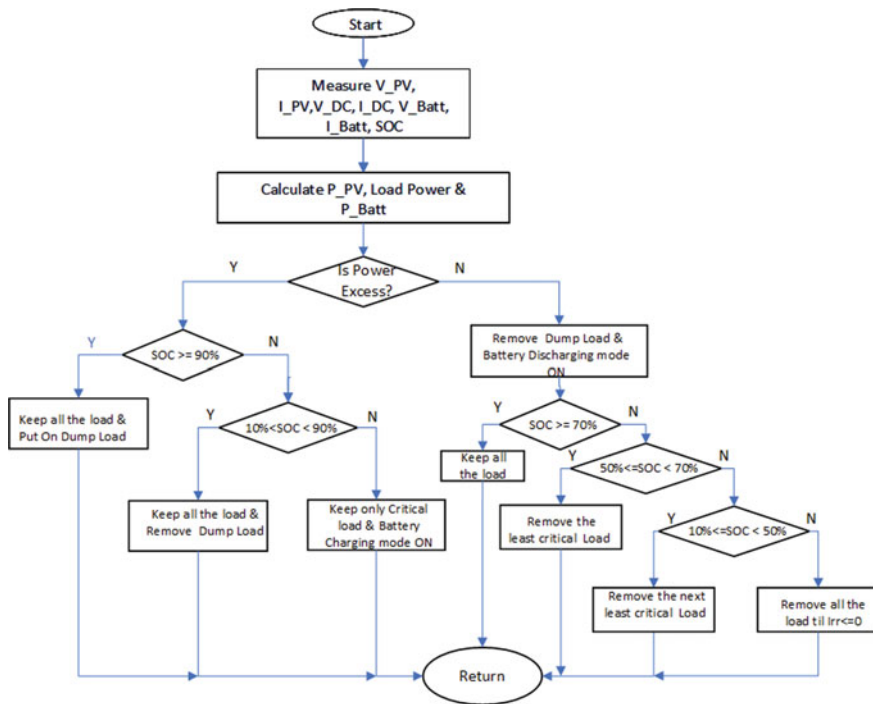 Start
Measure V_PV,
I_PV,V_DC, I_DC, V_Batt,
I_Batt, SOC
Calculate P_PV, Load Power &
P_Batt
Y
Is Power
Excess?
N
Y
SOC >= 90%
N
Remove Dump Load &
Battery Discharging mode
ON
Keep all the load &
Put On Dump Load
Y
10%<SOC < 90%
N
Y
SOC >= 70%
N
Keep all
the load
Y
50%<=SOC < 70%
N
Keep all the load &
Remove Dump Load
Keep only Critical
load & Battery
Charging mode ON
Remove the
least critical Load
Y
10%<=SOC < 50%
N
Remove the next
least critical Load
Remove all the
load til Irr<=0
Return